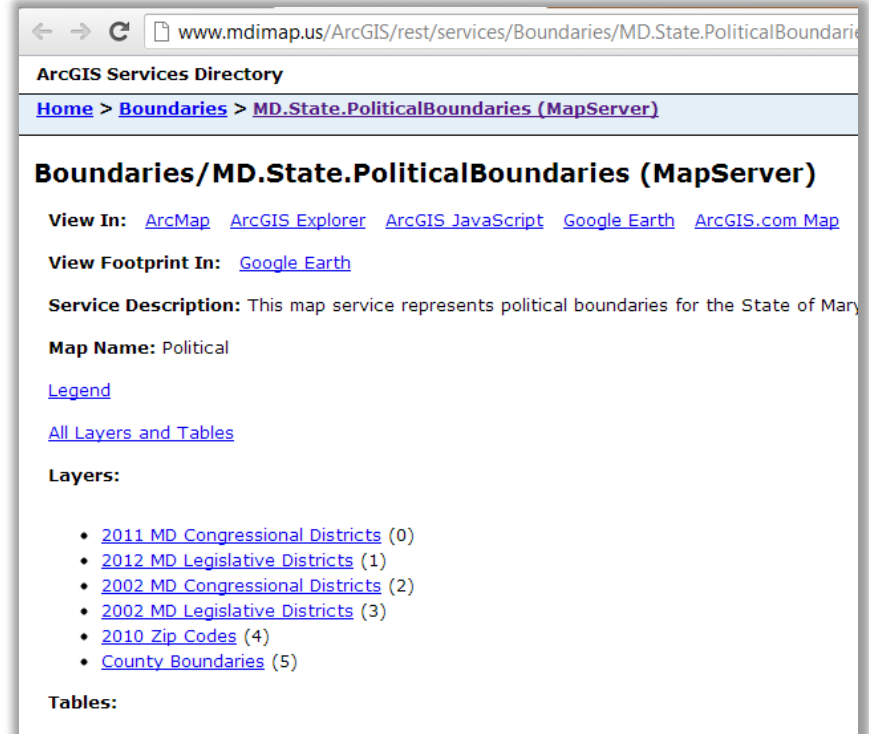 www.mdimap.us/ArcGIS/rest/services/Boundaries/MD.State.PoliticalBoundarie
ArcGIS Services Directory
Home > Boundaries > MD.State.PoliticalBoundaries (MapServer)
Boundaries/MD.State.PoliticalBoundaries (MapServer)
View In: ArcMap ArcGIS Explorer ArcGIS JavaScript Google Earth ArcGIS.com Map
View Footprint In: Google Earth
Service Description: This map service represents political boundaries for the State of Mary
Map Name: Political
Legend
All Layers and Tables
Layers:
• 2011 MD Congressional Districts (0)
• 2012 MD Legislative Districts (1)
• 2002 MD Congressional Districts (2)
• 2002 MD Legislative Districts (3)
• 2010 Zip Codes (4)
• County Boundaries (5)
Tables: